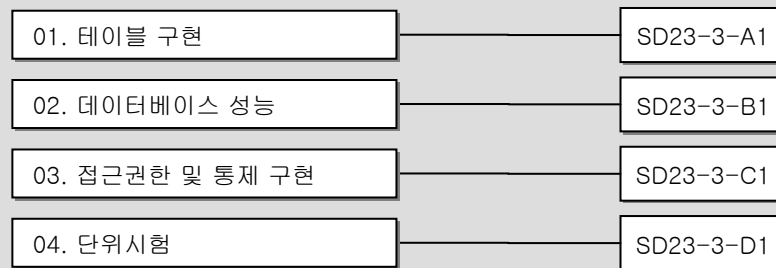 01. 테이블 구현
SD23-3-A1
02. 데이터베이스 성능
SD23-3-B1
03. 접근권한 및 통제 구현
SD23-3-C1
04. 단위시험
SD23-3-D1